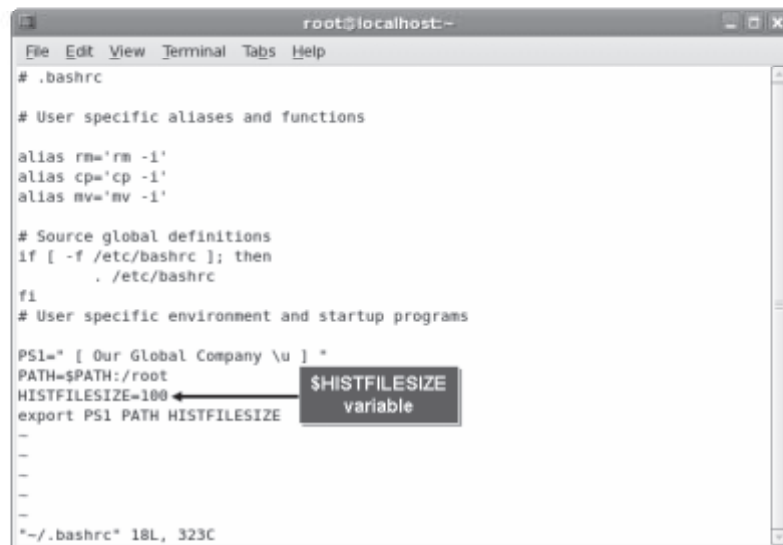 root@localhost:~
File Edit View Terminal Tabs Help
# .bashrc
# User specific aliases and functions
alias rm='rm -i'
alias cp='cp -i'
alias mv='mv -i'
# Source global definitions
if [ -f /etc/bashrc ]; then
. /etc/bashrc
fi
# User specific environment and startup programs
PS1=" [ Our Global Company \u ] "
PATH=$PATH:/root
HISTFILESIZE=100
$HISTFILESIZE
variable
export PS1 PATH HISTFILESIZE
~
~
~
~
~
"~/.bashrc" 18L, 323C